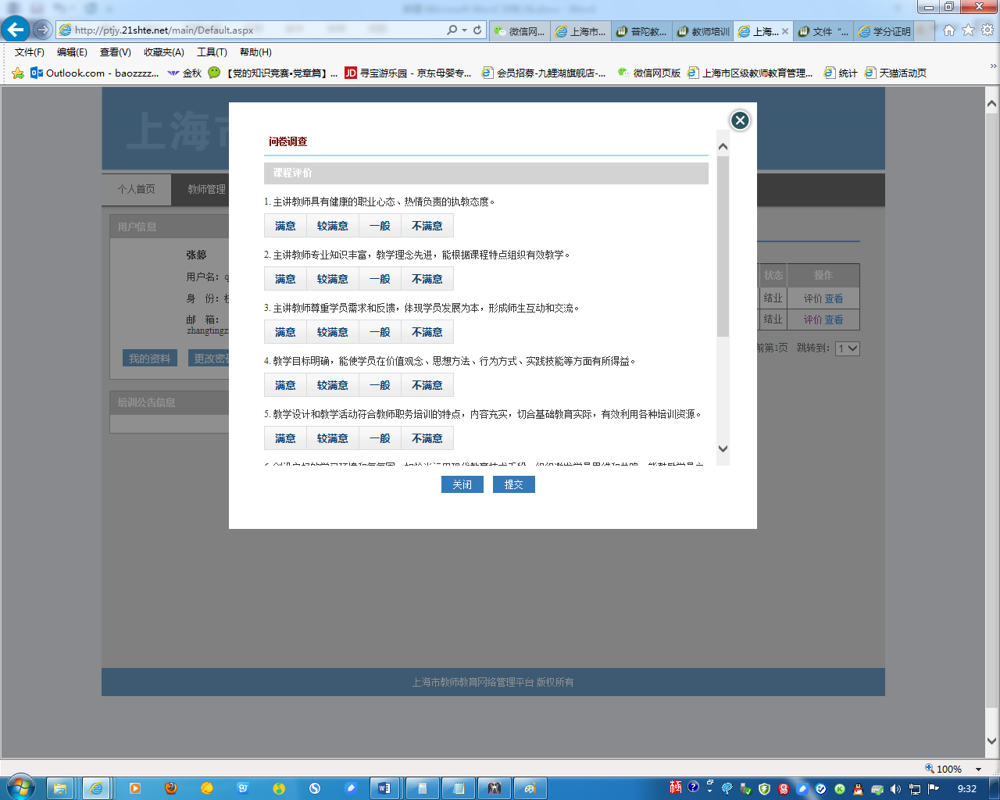 http://ptjy.21shte.net/main/Default.aspx
微信网...
上海市...
普陀教...
教师培训
上海...
文件 “...
学分证明
文件(F) 编辑(E) 查看(V) 收藏夹(A) 工具(T) 帮助(H)
Outlook.com - baozzzz...
金秋
【党的知识竞赛•党章篇】...
寻宝游乐园 - 京东母婴专...
会员招募-九鲤湖旗舰店-...
微信网页版
上海市区级教师教育管理...
统计
天猫活动页
上海市
个人首页 教师管理
用户信息
张婷
用户名：q
身 份：
邮 箱：
zhangtingz
我的资料 更改密
培训公告信息
问卷调查
课程评价
1. 主讲教师具有健康的职业心态、热情负责的执教态度。
满意 较满意 一般 不满意
2. 主讲教师专业知识丰富，教学理念先进，能根据课程特点组织有效教学。
满意 较满意 一般 不满意
3. 主讲教师尊重学员需求和反馈，体现学员发展为本，形成师生互动和交流。
满意 较满意 一般 不满意
4. 教学目标明确，能使学员在价值观念、思想方法、行为方式、实践技能等方面有所得益。
满意 较满意 一般 不满意
5. 教学设计和教学活动符合教师职务培训的特点，内容充实，切合基础教育实际，有效利用各种培训资源。
满意 较满意 一般 不满意
关闭 提交
状态 操作
结业 评价 查看
结业 评价 查看
前第1页 跳转到： 1
上海市教师教育网络管理平台 版权所有
100%
9:32